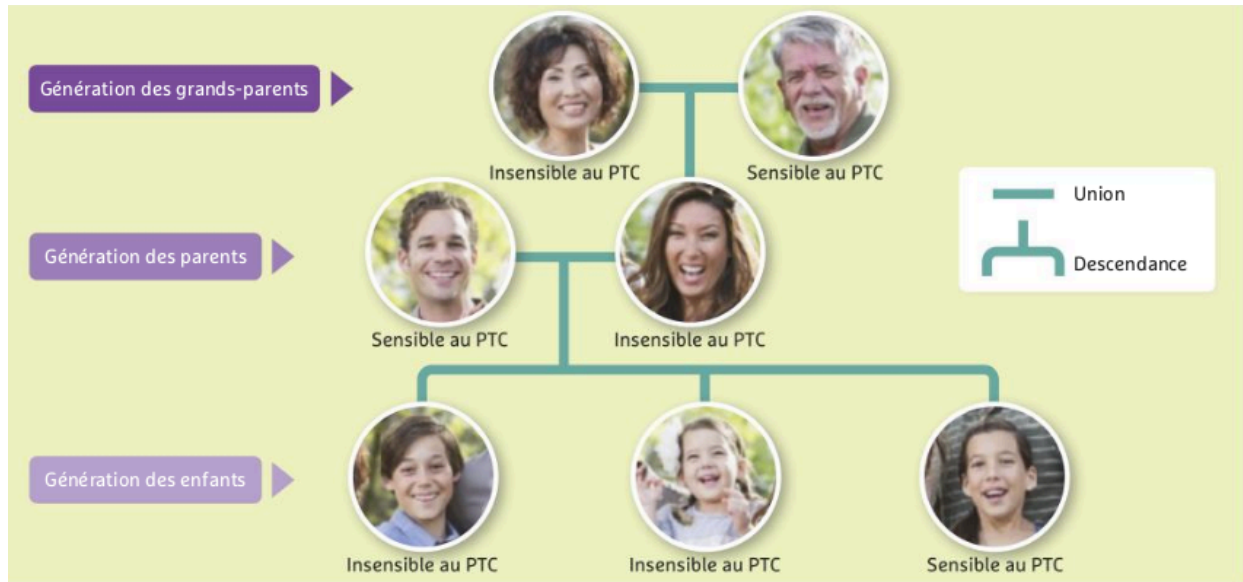 Génération des grands-parents
Insensible au PTC
Sensible au PTC
Union
Descendance
Génération des parents
Sensible au PTC
Insensible au PTC
Génération des enfants
Insensible au PTC
Insensible au PTC
Sensible au PTC